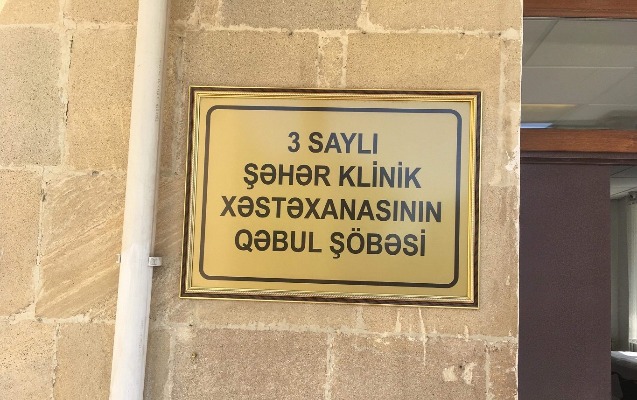 3 SAYLI
ŞƏHƏR KLİNİK
XƏSTƏXANASININ
QƏBUL ŞÖBƏSİ